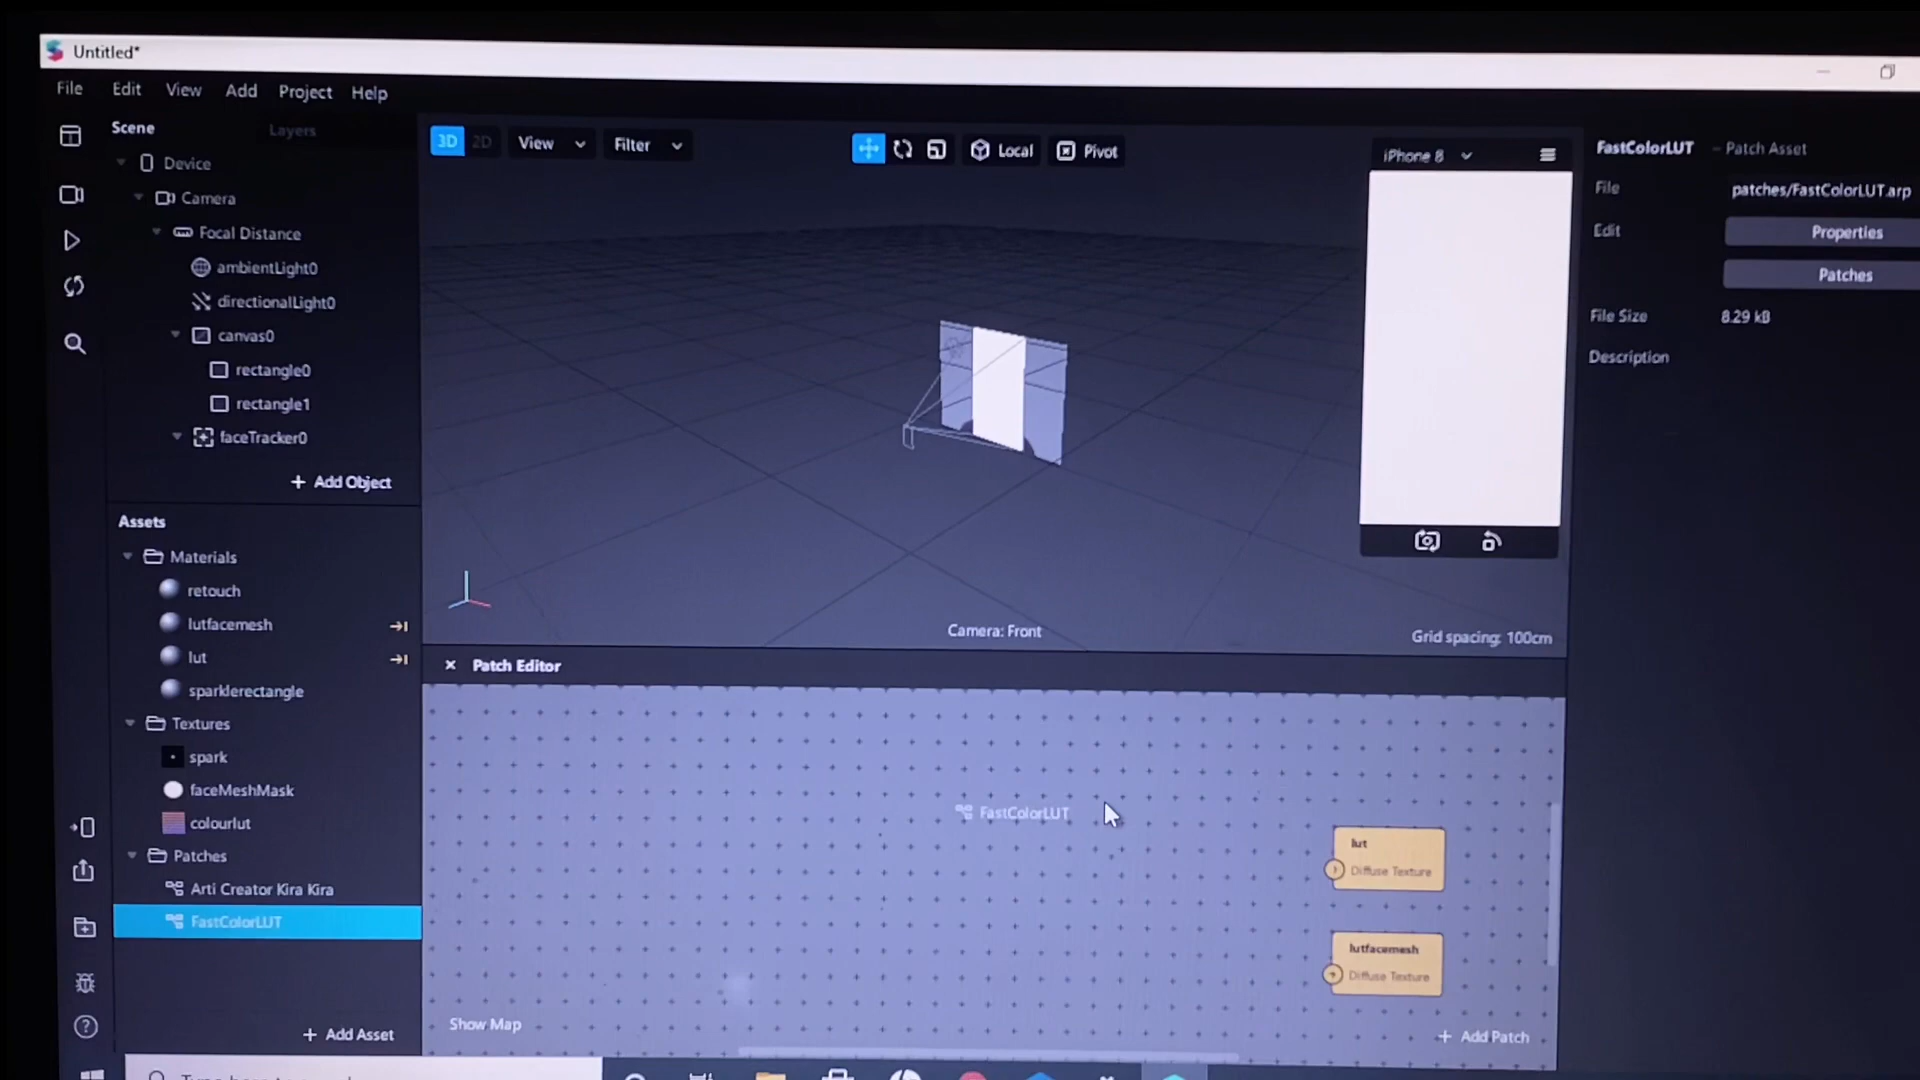 Untitled*
File Edit View Add Project Help
Scene Layers
Device
Camera
Focal Distance
ambientLight0
directionalLight0
canvas0
rectangle0
rectangle1
faceTracker0
+ Add Object
Assets
Materials
retouch
lutfacemesh
lut
sparklerectangle
Textures
spark
faceMeshMask
colourlut
Patches
Arti Creator Kira Kira
FastColorLUT
+ Add Asset
3D 2D View Filter Local Pivot
iPhone 8
Camera: Front
Grid spacing: 100cm
Patch Editor
FastColorLUT
lut
Diffuse Texture
lutfacemesh
Diffuse Texture
Show Map
+ Add Patch
FastColorLUT - Patch Asset
File patches/FastColorLUT.arp
Edit Properties
Patches
File Size 8.29 kB
Description